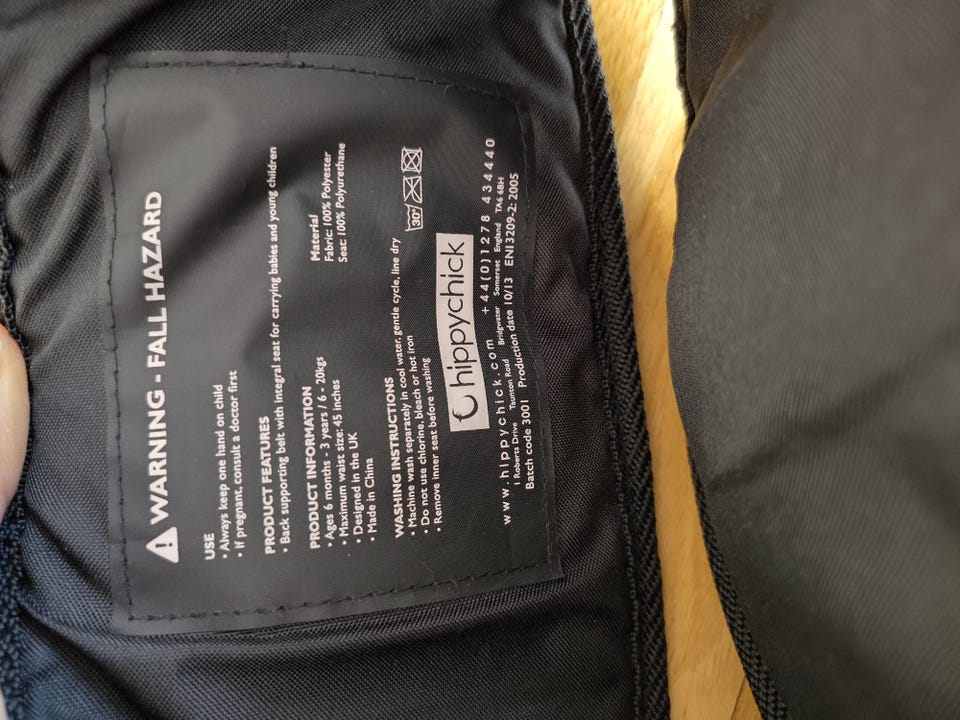 WARNING - FALL HAZARD
USE
• Always keep one hand on child
• If pregnant, consult a doctor first
PRODUCT FEATURES
• Back supporting belt with integral seat for carrying babies and young children
PRODUCT INFORMATION
• Ages 6 months - 3 years / 6 - 20kgs
• Maximum waist size: 45 inches
• Designed in the UK
• Made in China
Material
Fabric: 100% Polyester
Seat: 100% Polyurethane
WASHING INSTRUCTIONS
• Machine wash separately in cool water, gentle cycle, line dry
• Do not use chlorine, bleach or hot iron
• Remove inner seat before washing
30°
hippychick
www.hippychick.com +44(0)1278 434440
1 Roberts Drive Taunton Road Bridgwater Somerset England TA6 6BH
Batch code 3001 Production date 10/13 EN13209-2: 2005